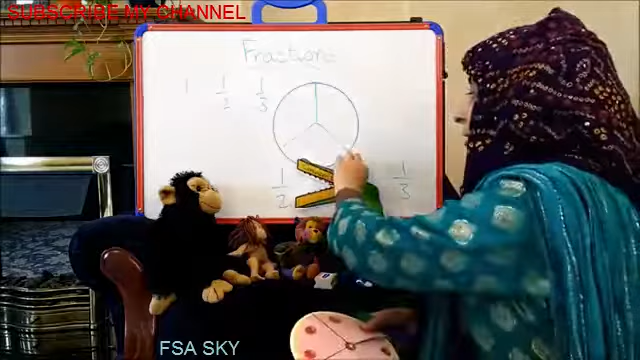 SUBSCRIBE MY CHANNEL
Fractions
1 1/2 1/3
1/2 1/3
FSA SKY